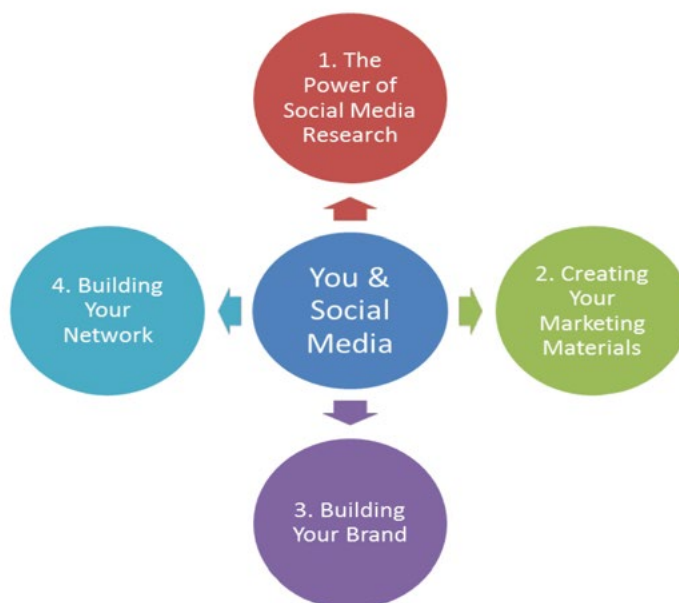 1. The
Power of
Social Media
Research
4. Building
Your
Network
You &
Social
Media
2. Creating
Your
Marketing
Materials
3. Building
Your Brand